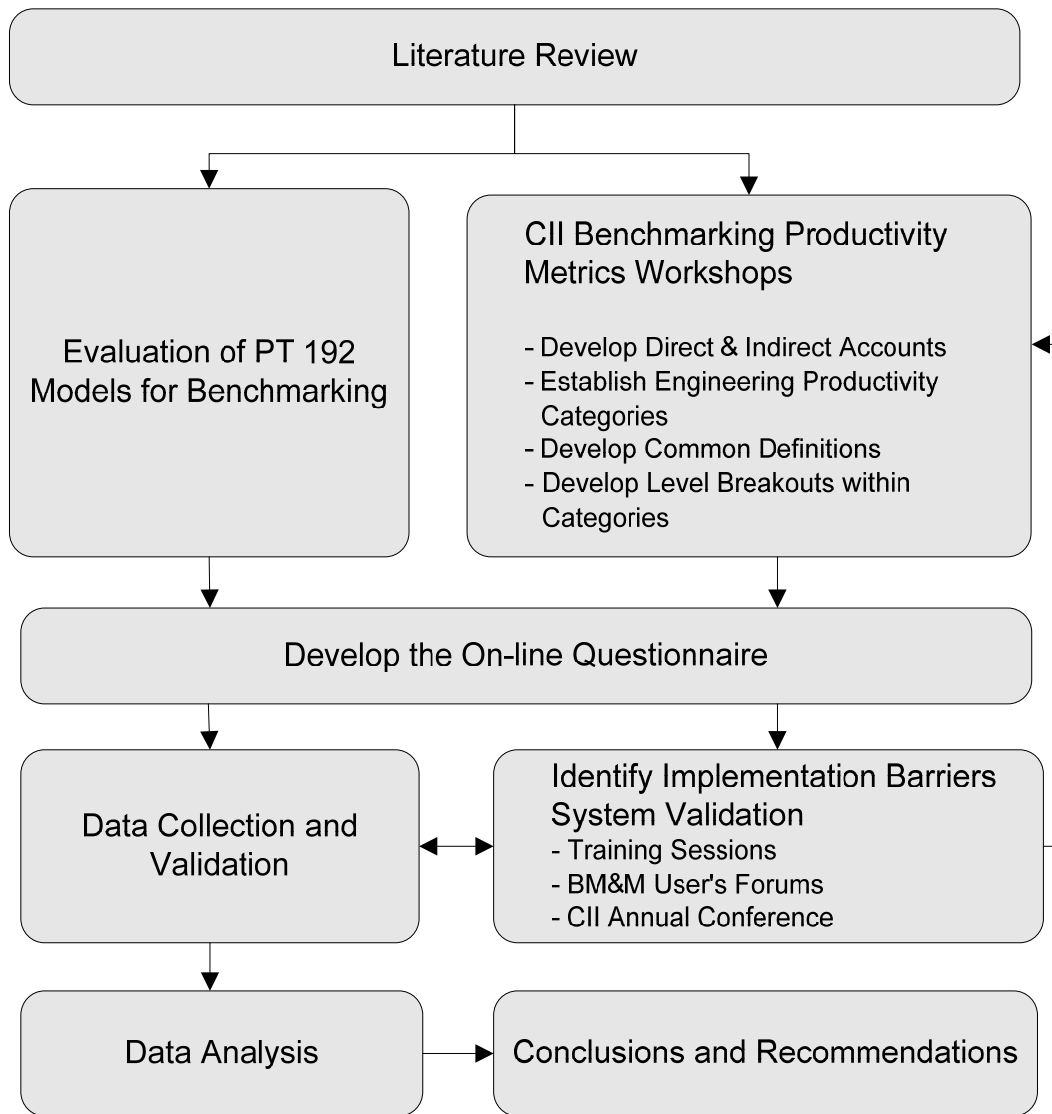 Literature Review
Evaluation of PT 192
Models for Benchmarking
CII Benchmarking Productivity
Metrics Workshops
- Develop Direct & Indirect Accounts
- Establish Engineering Productivity
Categories
- Develop Common Definitions
- Develop Level Breakouts within
Categories
Develop the On-line Questionnaire
Data Collection and
Validation
Identify Implementation Barriers
System Validation
- Training Sessions
- BM&M User's Forums
- CII Annual Conference
Data Analysis
Conclusions and Recommendations